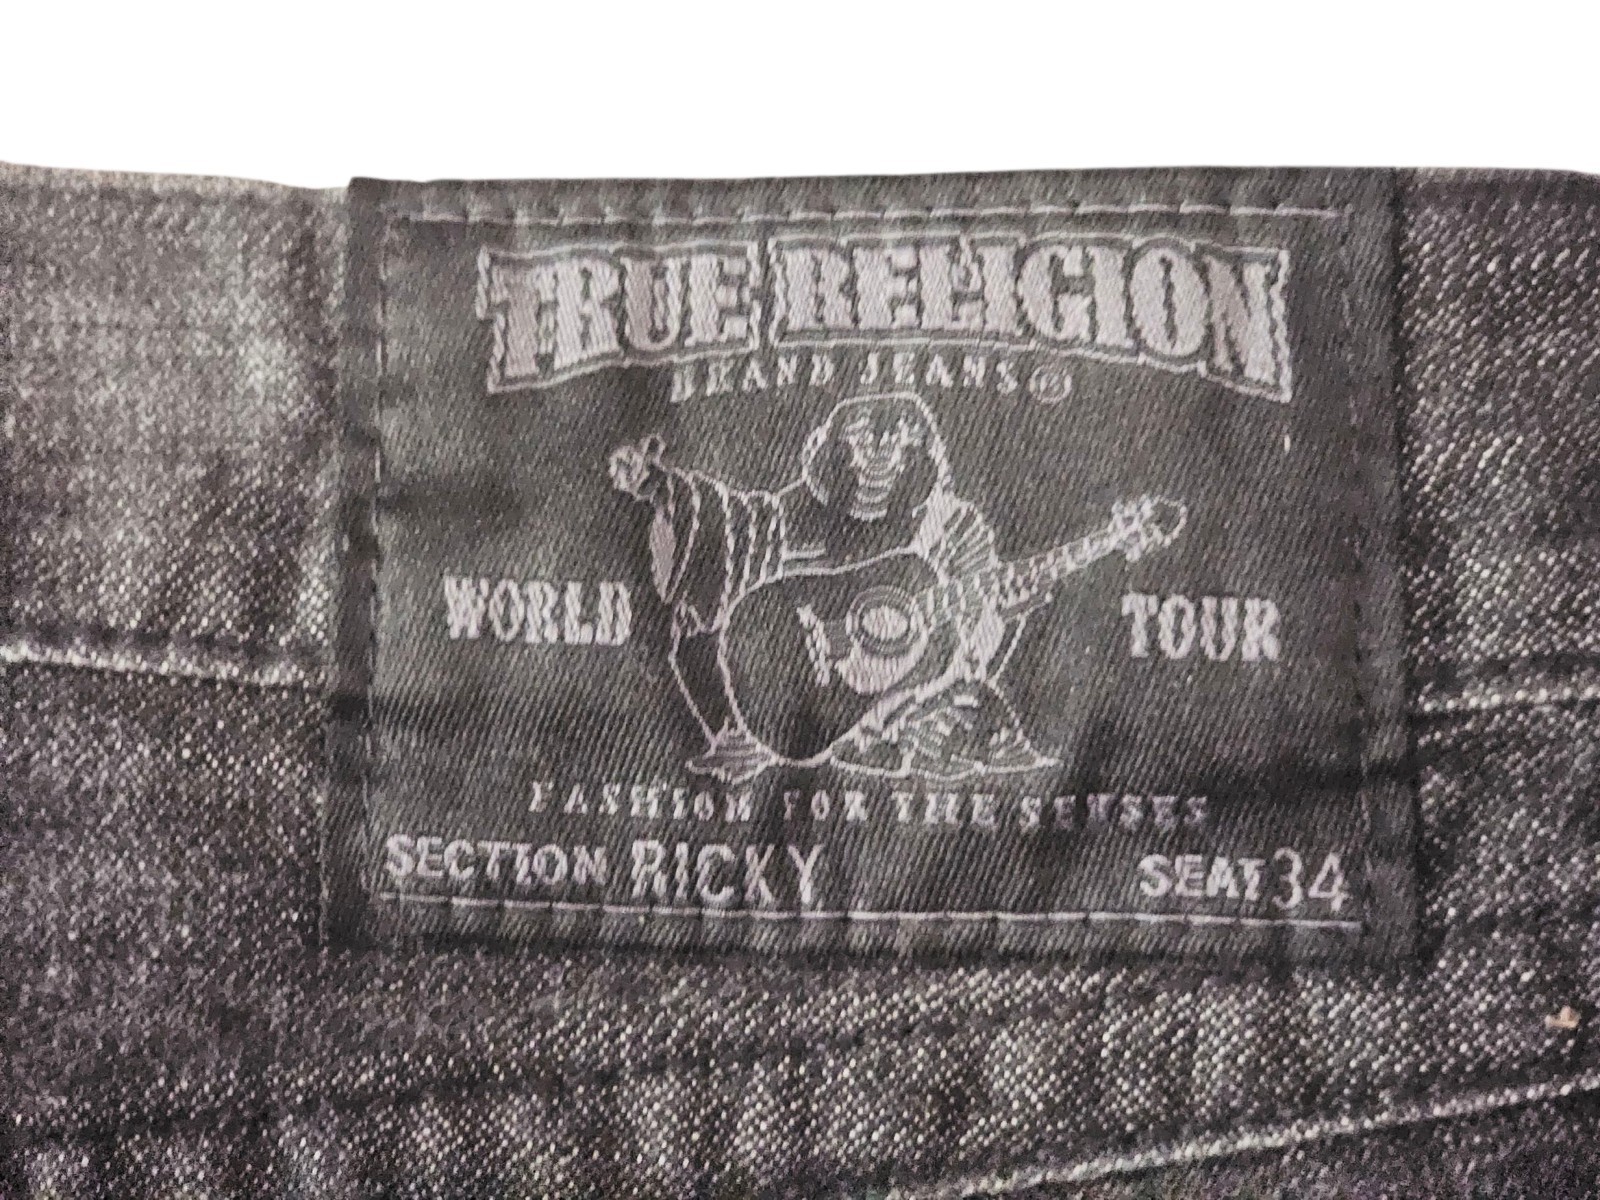 TRUE RELIGION
BRAND JEANS®
WORLD TOUR
FASHION FOR THE SENSES
SECTION RICKY SEAT 34